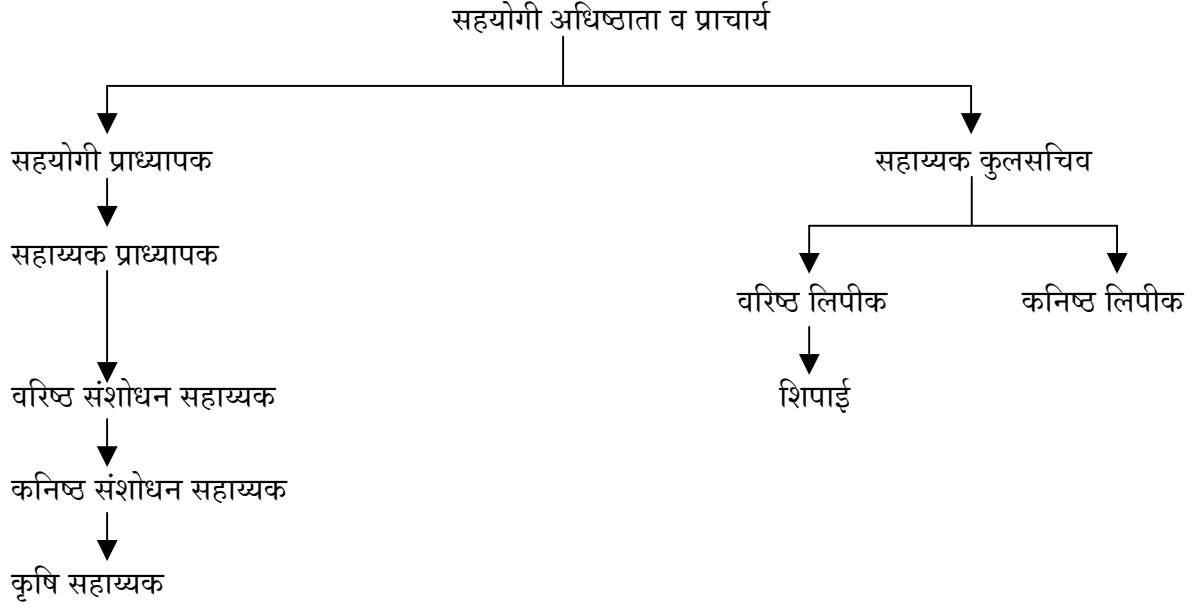 सहयोगी अधिष्ठाता व प्राचार्य
सहयोगी प्राध्यापक
सहाय्यक कुलसचिव
सहाय्यक प्राध्यापक
वरिष्ठ लिपीक
कनिष्ठ लिपीक
वरिष्ठ संशोधन सहाय्यक
शिपाई
कनिष्ठ संशोधन सहाय्यक
कृषि सहाय्यक